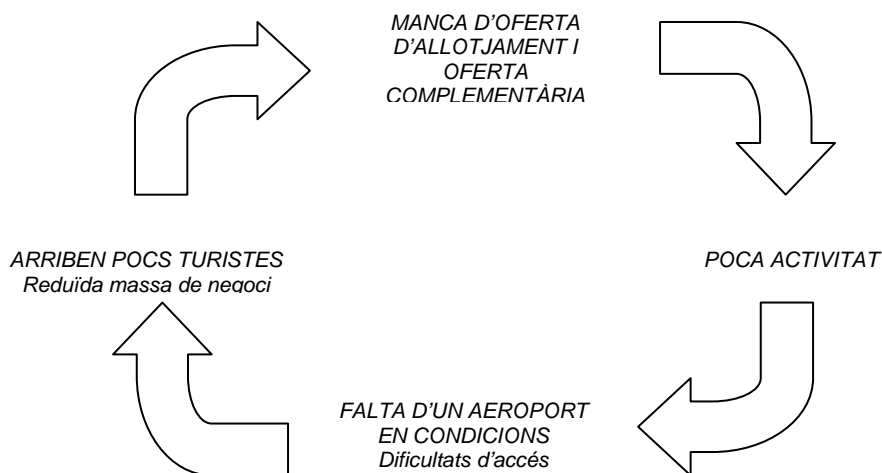 MANCA D'OFERTA
D'ALLOTJAMENT I
OFERTA
COMPLEMENTÀRIA
ARRIBEN POCS TURISTES
Reduïda massa de negoci
POCA ACTIVITAT
FALTA D'UN AEROPORT
EN CONDICIONS
Dificultats d'accés